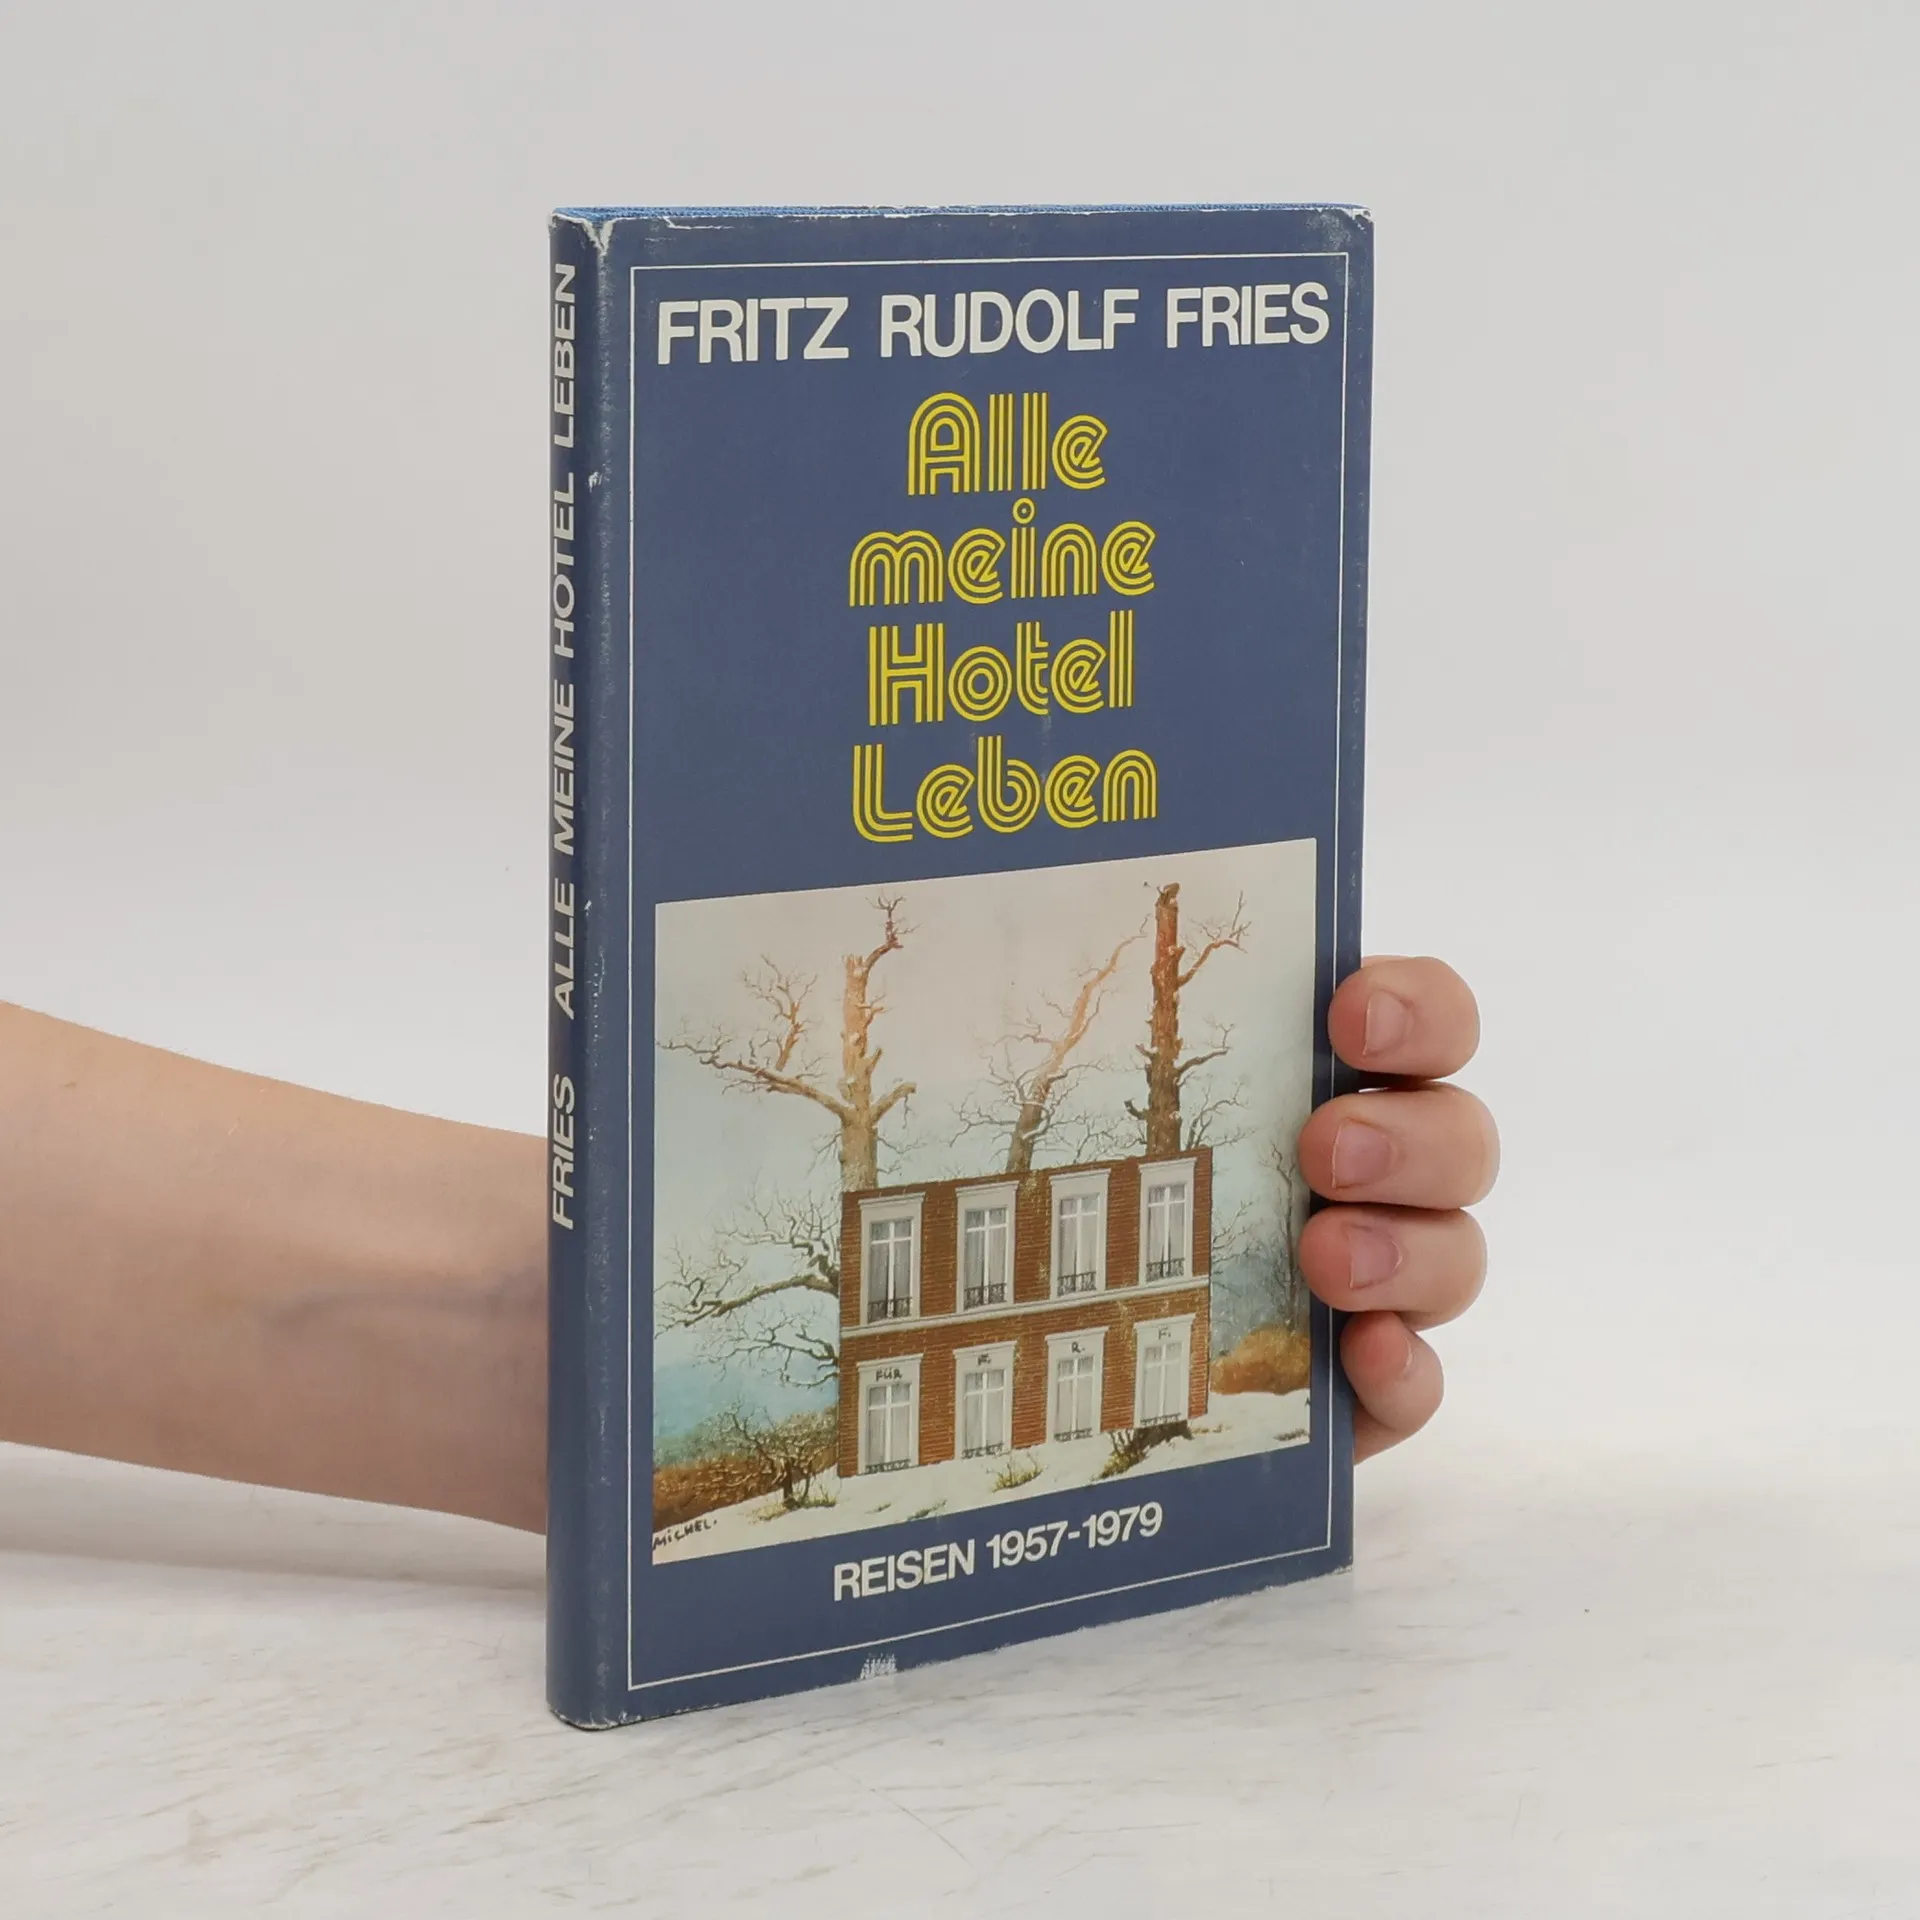 FRIES ALLE MEINE HOTEL LEBEN
FRITZ RUDOLF FRIES
Alle
meine
Hotel
Leben
FÜR F. R. F.
MICHEL.
REISEN 1957-1979